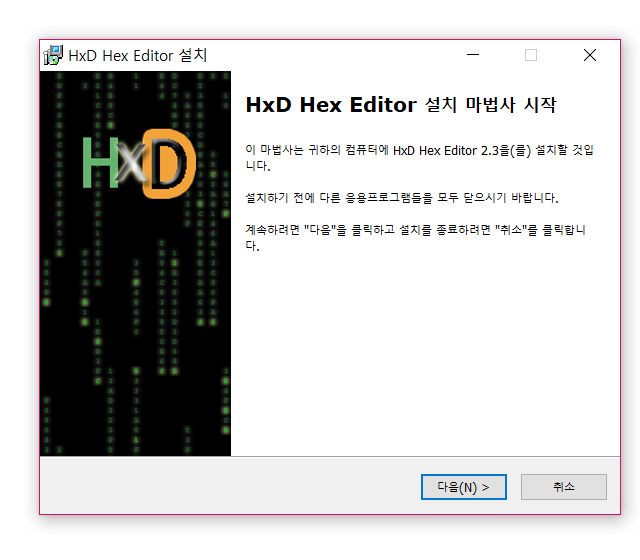 HxD Hex Editor 설치
HxD
HxD Hex Editor 설치 마법사 시작
이 마법사는 귀하의 컴퓨터에 HxD Hex Editor 2.3을(를) 설치할 것입
니다.
설치하기 전에 다른 응용프로그램들을 모두 닫으시기 바랍니다.
계속하려면 "다음"을 클릭하고 설치를 종료하려면 "취소"를 클릭합니
다.
다음(N) >
취소